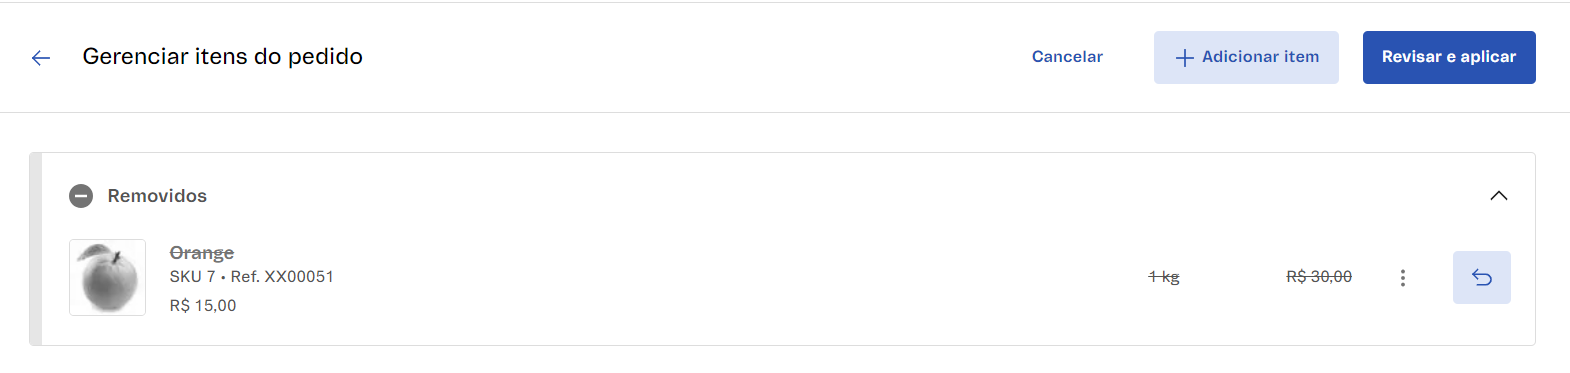 Gerenciar itens do pedido
Cancelar
Adicionar item
Revisar e aplicar
Removidos
Orange
SKU 7 • Ref. XX00051
R$ 15,00
1 kg
R$ 30,00